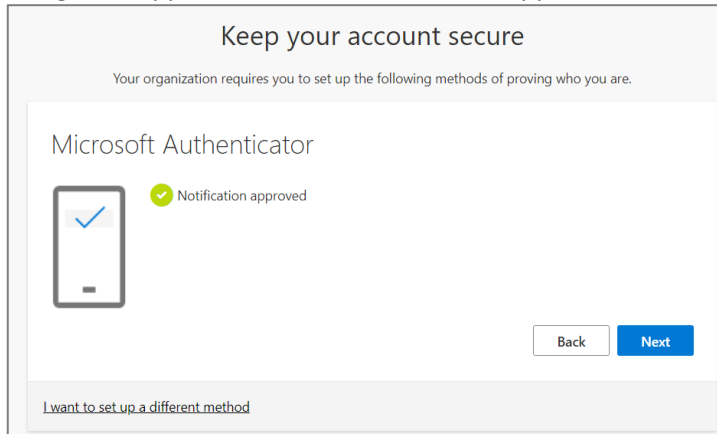 Keep your account secure
Your organization requires you to set up the following methods of proving who you are.
Microsoft Authenticator
Notification approved
Back Next
I want to set up a different method